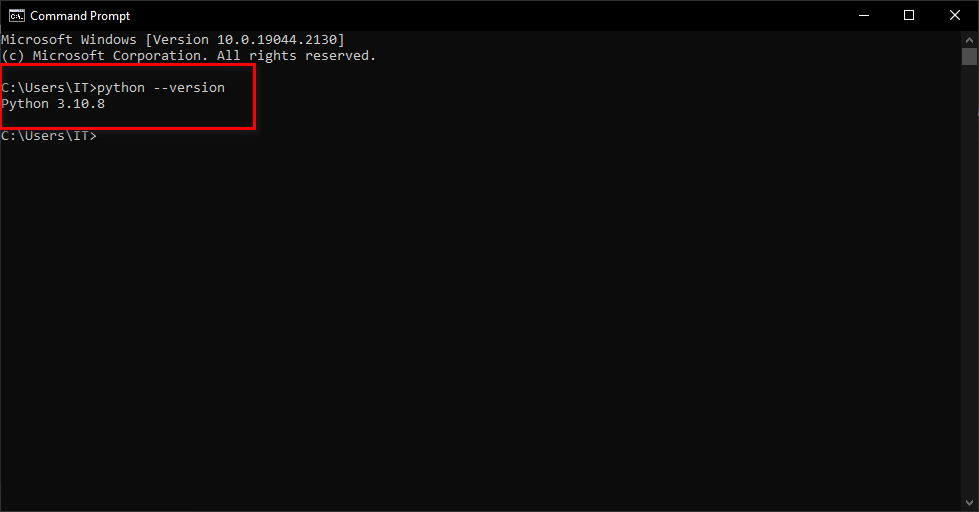 Command Prompt
Microsoft Windows [Version 10.0.19044.2130]
(c) Microsoft Corporation. All rights reserved.
C:\Users\IT>python --version
Python 3.10.8
C:\Users\IT>